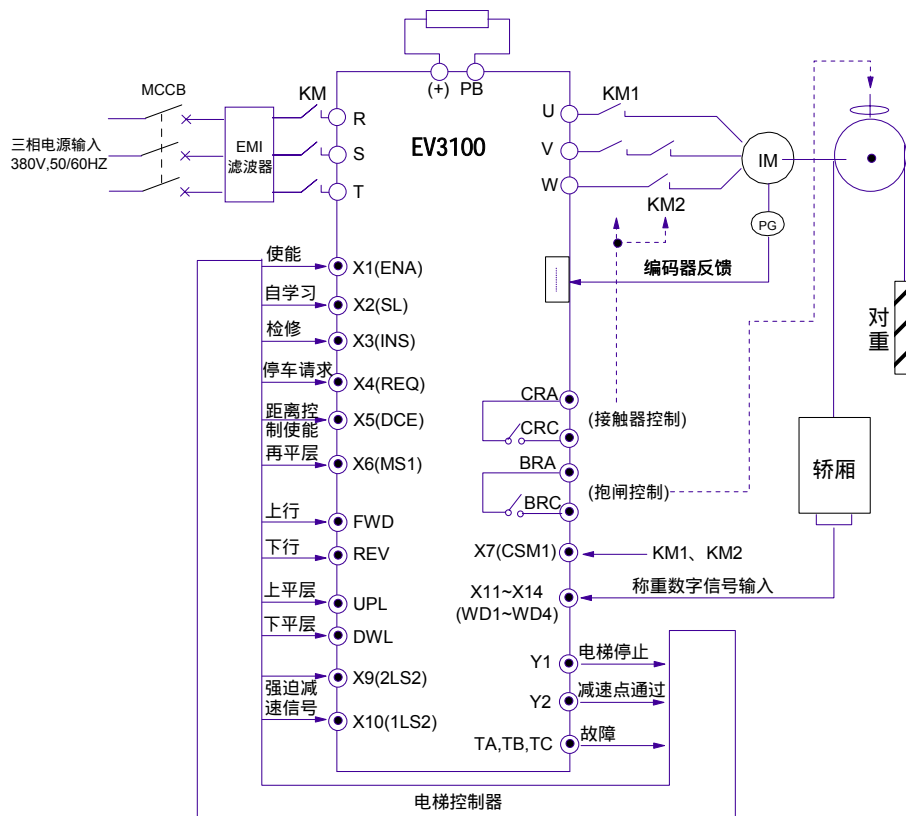 (+) PB
MCCB
KM
三相电源输入
380V,50/60HZ
EMI
滤波器
R
S
T
EV3100
U
V
W
KM1
KM2
IM
PG
编码器反馈
对重
轿厢
使能
X1(ENA)
自学习
X2(SL)
检修
X3(INS)
停车请求
X4(REQ)
距离控
制使能
X5(DCE)
再平层
X6(MS1)
上行
FWD
下行
REV
上平层
UPL
下平层
DWL
强迫减
速信号
X9(2LS2)
X10(1LS2)
CRA
CRC
(接触器控制)
BRA
BRC
(抱闸控制)
X7(CSM1)
KM1、KM2
X11~X14
(WD1~WD4)
称重数字信号输入
Y1
电梯停止
Y2
减速点通过
TA,TB,TC
故障
电梯控制器